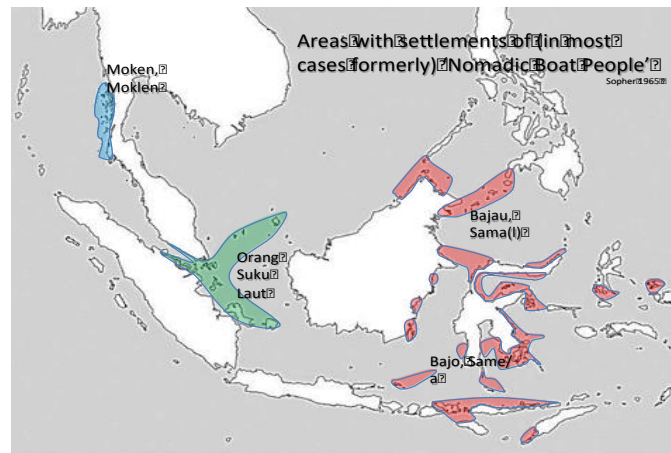 Areas with settlements of (in most
cases formerly) 'Nomadic Boat People'
Sopher 1965
Moken,
Moklen
Bajau,
Sama(l)
Orang
Suku
Laut
Bajo, Same/
a